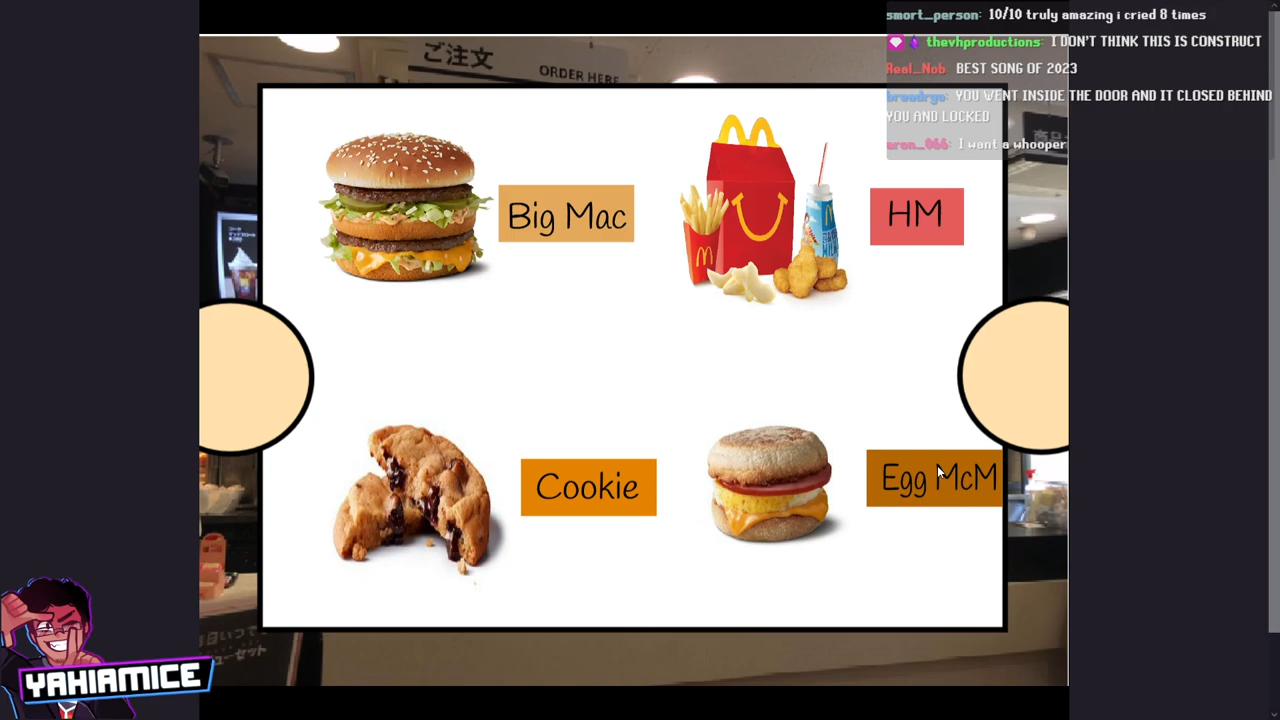 ご注文
ORDER HERE
smort_person: 10/10 truly amazing i cried 8 times
thevhproductions: I DON'T THINK THIS IS CONSTRUCT
Real_Nob: BEST SONG OF 2023
YOU WENT INSIDE THE DOOR AND IT CLOSED BEHIND
YOU AND LOCKED
I want a whooper
Big Mac
HM
Cookie
Egg McM
YAHIAMICE